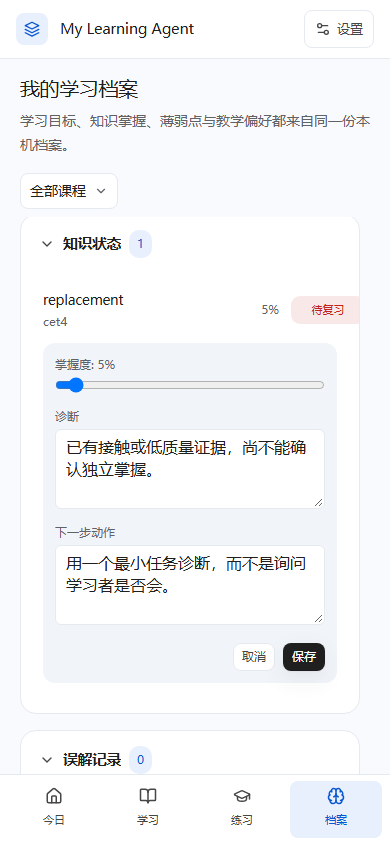 My Learning Agent
设置
我的学习档案
学习目标、知识掌握、薄弱点与教学偏好都来自同一份本
机档案。
全部课程
知识状态 1
replacement
cet4
5%
待复习
掌握度: 5%
诊断
已有接触或低质量证据，尚不能确
认独立掌握。
下一步动作
用一个最小任务诊断，而不是询问
学习者是否会。
取消
保存
误解记录 0
今日
学习
练习
档案